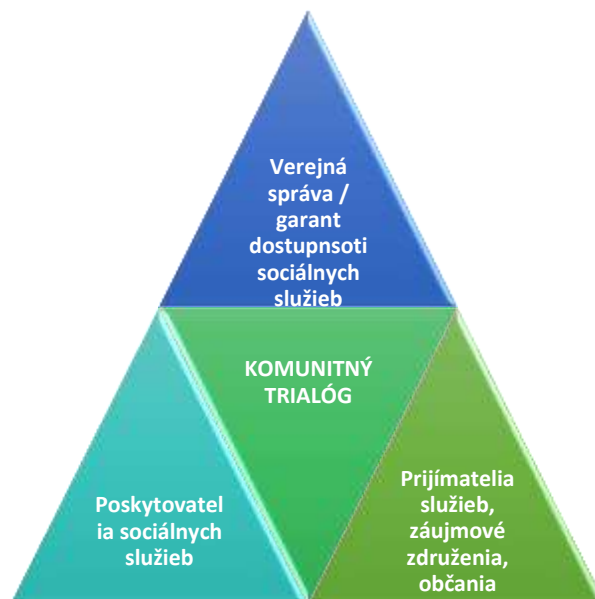 Verejná
správa /
garant
dostupnsoti
sociálnych
služieb
KOMUNITNÝ
TRIALÓG
Poskytovatel
ia sociálnych
služieb
Prijímatelia
služieb,
záujmové
združenia,
občania